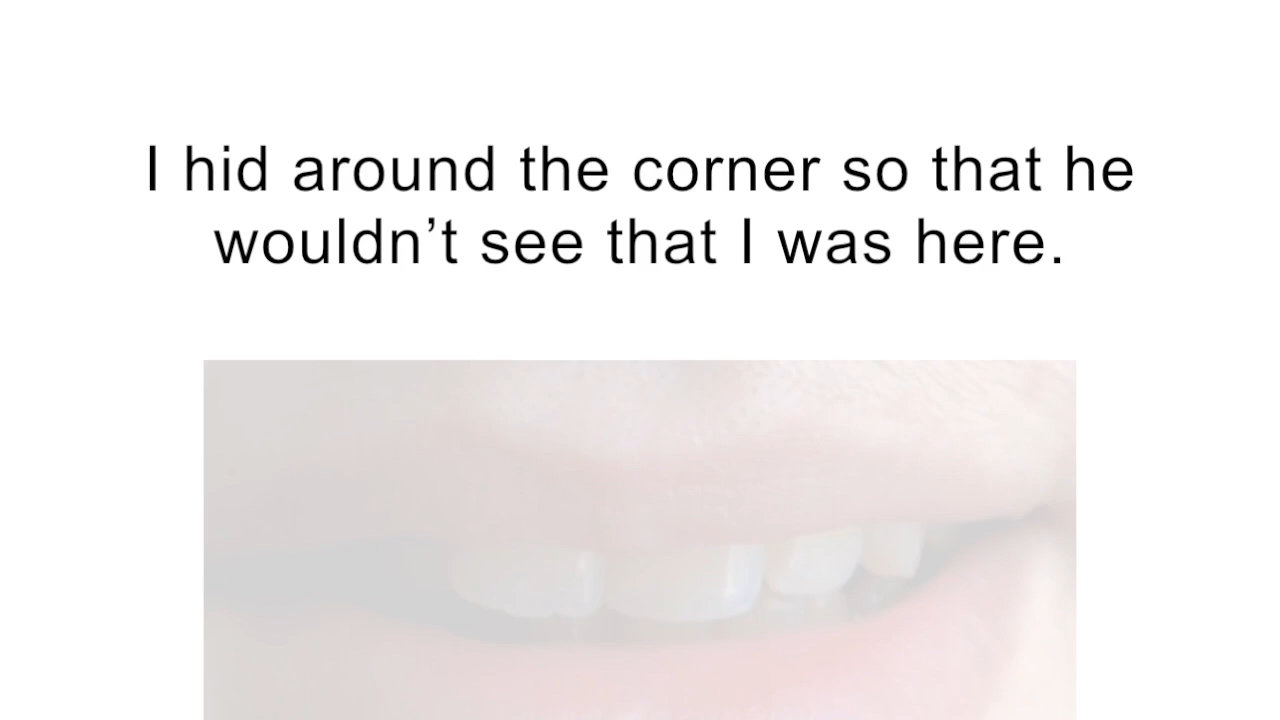 I hid around the corner so that he
wouldn’t see that I was here.